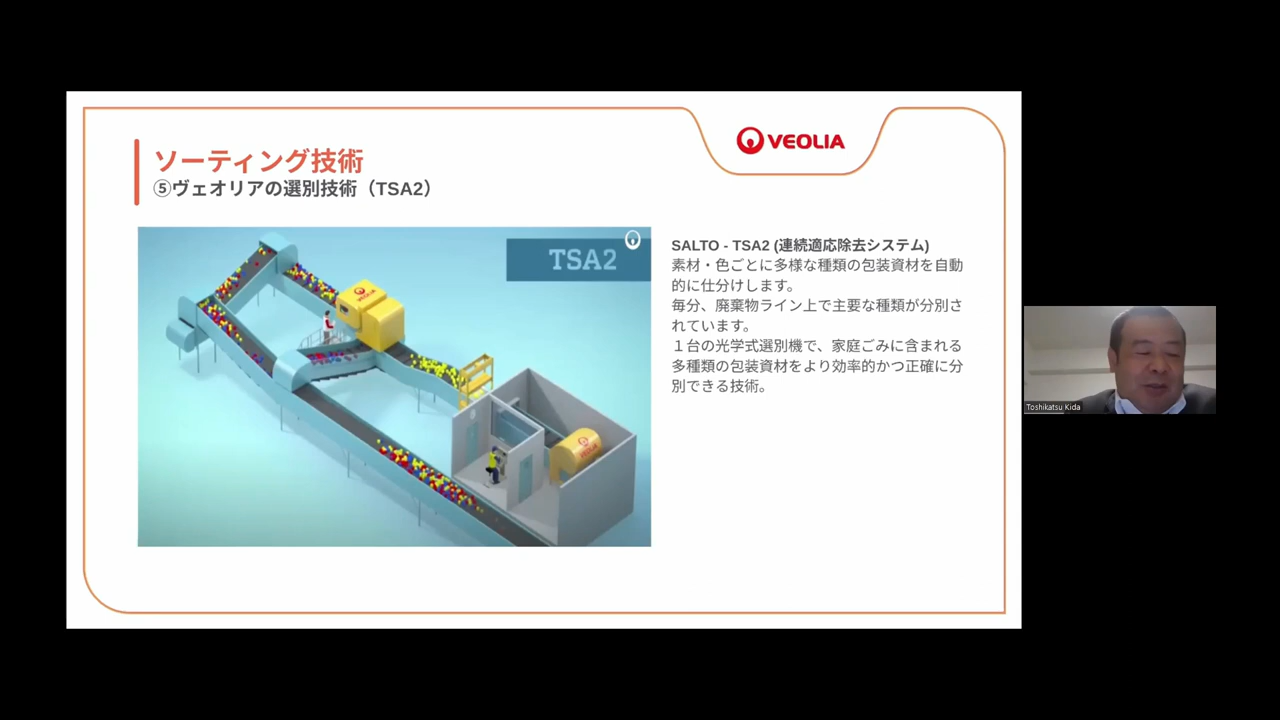 VEOLIA
ソーティング技術
⑤ヴェオリアの選別技術（TSA2）
TSA2
VEOLIA
VEOLIA
SALTO - TSA2 (連続適応除去システム)
素材・色ごとに多様な種類の包装資材を自動
的に仕分けします。
毎分、廃棄物ライン上で主要な種類が分別さ
れています。
１台の光学式選別機で、家庭ごみに含まれる
多種類の包装資材をより効率的かつ正確に分
別できる技術。
Toshikatsu Kida